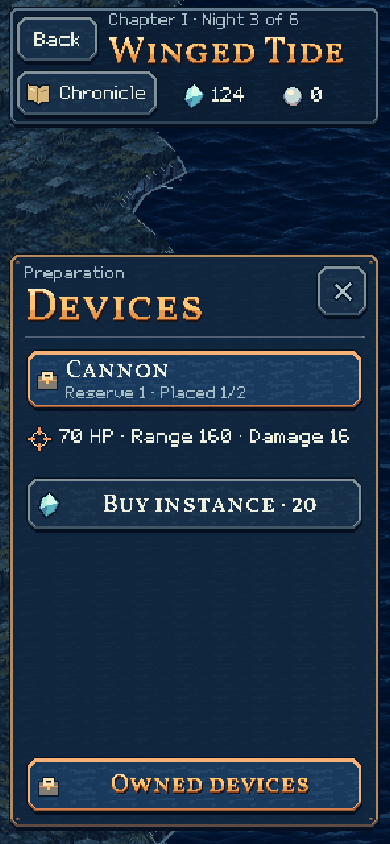 Chapter I · Night 3 of 6
Back
Winged Tide
Chronicle
124
0
Preparation
Devices
Cannon
Reserve 1 · Placed 1/2
70 HP · Range 160 · Damage 16
Buy instance · 20
Owned devices